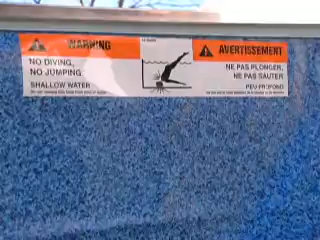 WARNING
NO DIVING,
NO JUMPING
SHALLOW WATER
AVERTISSEMENT
NE PAS PLONGER,
NE PAS SAUTER
PEU PROFOND